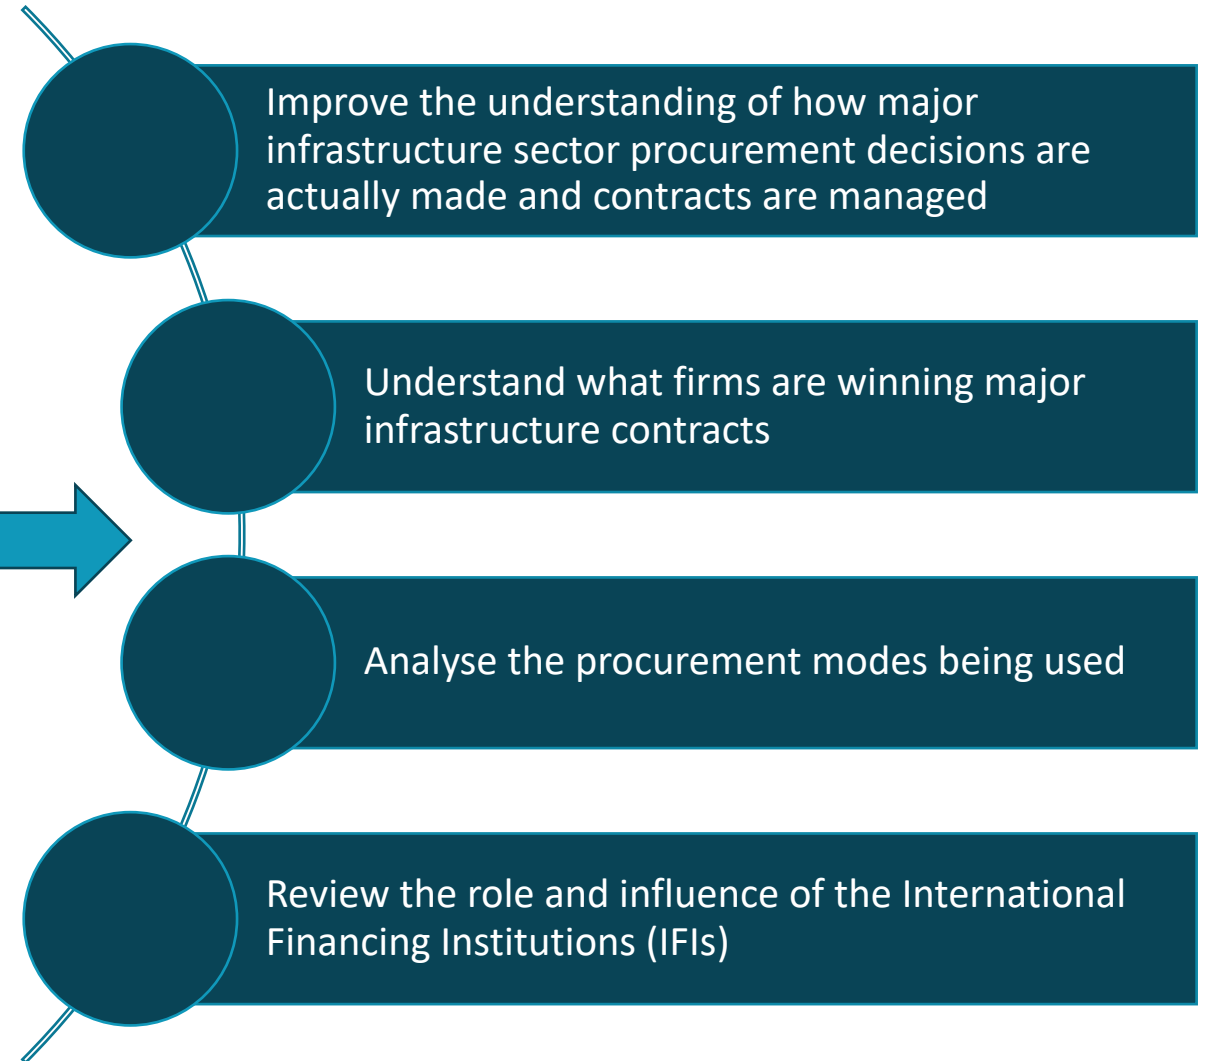 Improve the understanding of how major
infrastructure sector procurement decisions are
actually made and contracts are managed
Understand what firms are winning major
infrastructure contracts
Analyse the procurement modes being used
Review the role and influence of the International
Financing Institutions (IFIs)